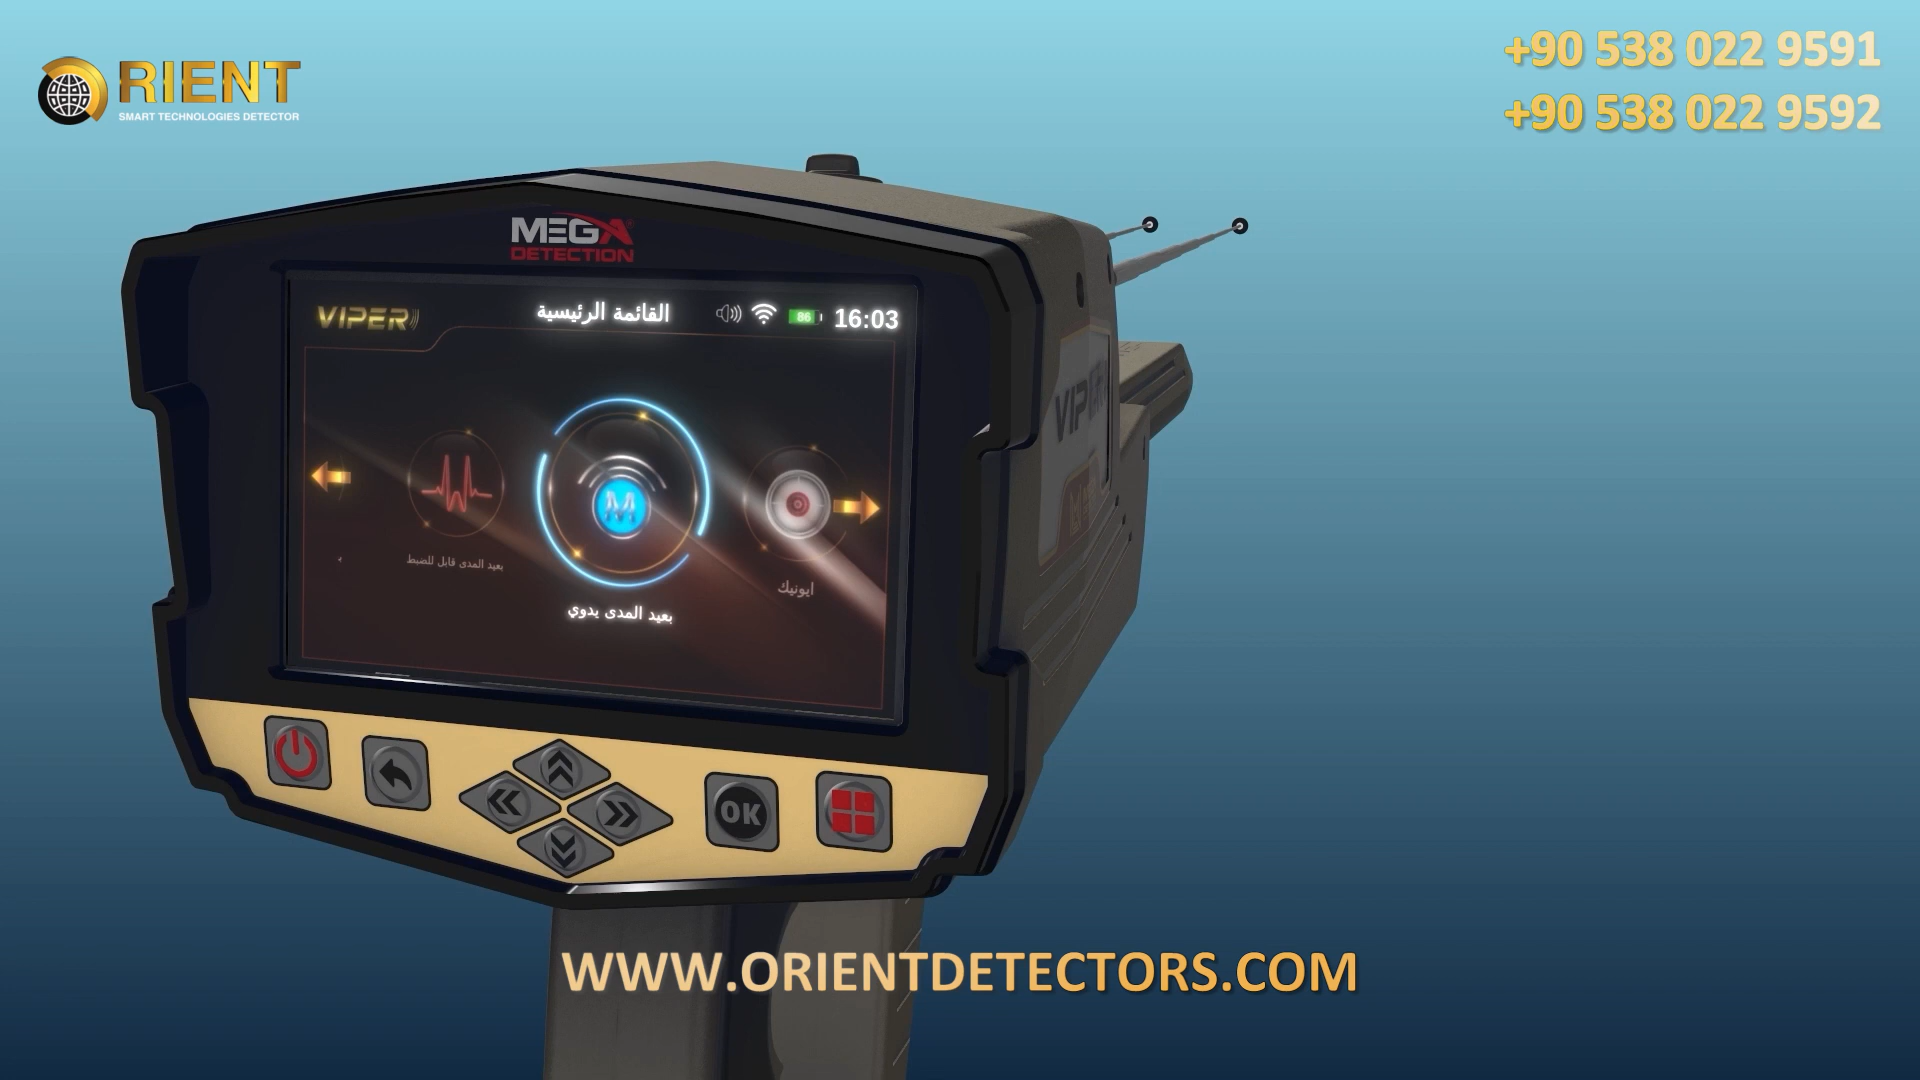 RIENT
SMART TECHNOLOGIES DETECTOR
+90 538 022 9591
+90 538 022 9592
MEGA
DETECTION
VIPER
القائمة الرئيسية
86
16:03
بعيد المدى قابل للضبط
بعيد المدى يدوي
ايونيك
M
OK
VIPER
WWW.ORIENTDETECTORS.COM